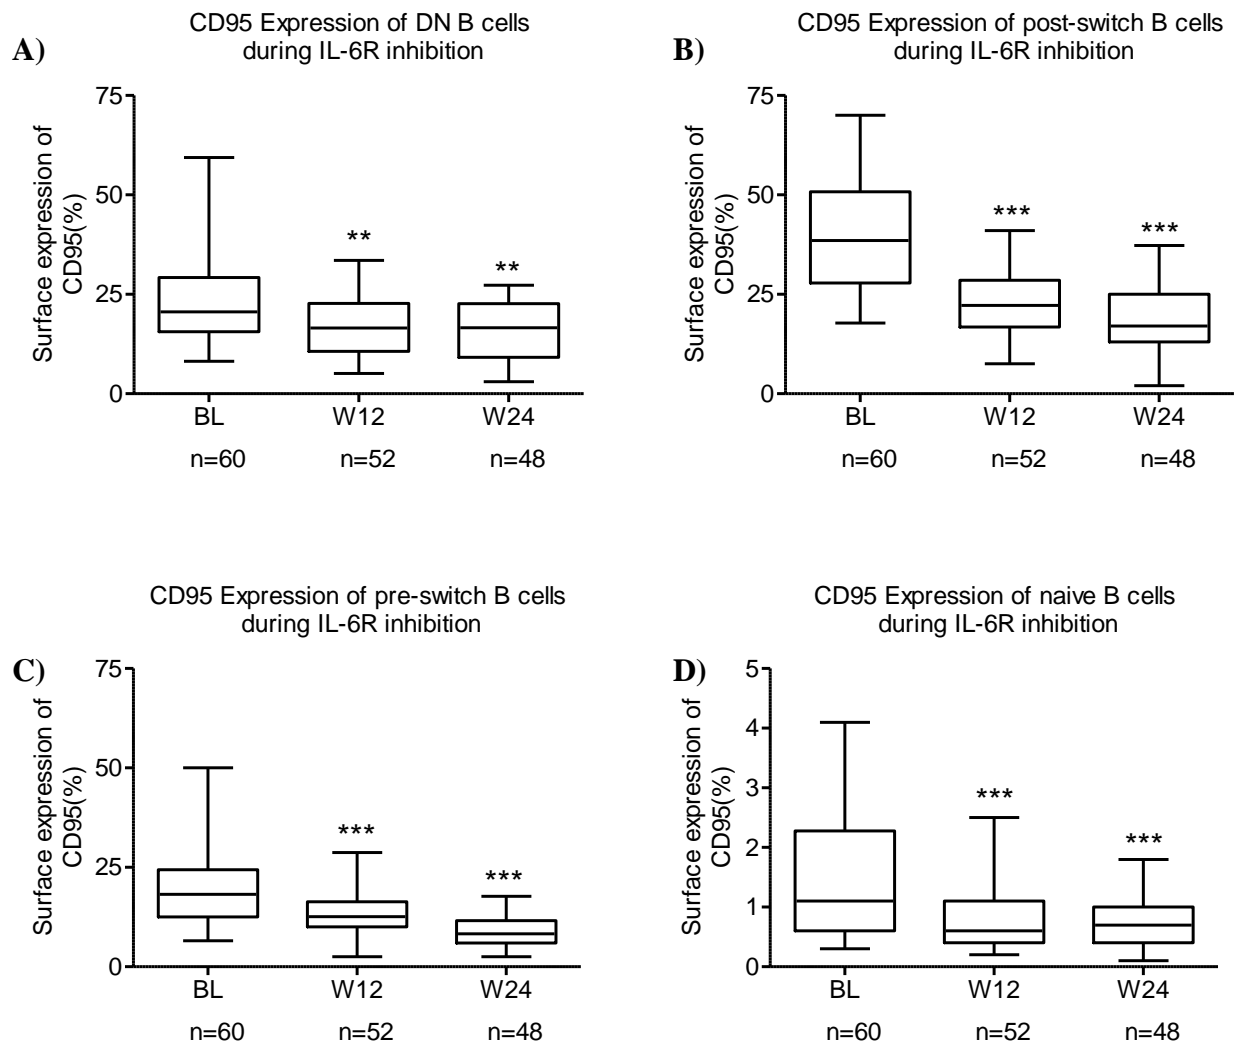 CD95 Expression of DN B cells
during IL-6R inhibition
A)
Surface expression of
CD95(%)
75
50
25
0
**
**
BL
W12
W24
n=60
n=52
n=48
CD95 Expression of post-switch B cells
during IL-6R inhibition
B)
Surface expression of
CD95(%)
75
50
25
0
***
***
BL
W12
W24
n=60
n=52
n=48
CD95 Expression of pre-switch B cells
during IL-6R inhibition
C)
Surface expression of
CD95(%)
75
50
25
0
***
***
BL
W12
W24
n=60
n=52
n=48
CD95 Expression of naive B cells
during IL-6R inhibition
D)
Surface expression of
CD95(%)
5
4
3
2
1
0
***
***
BL
W12
W24
n=60
n=52
n=48